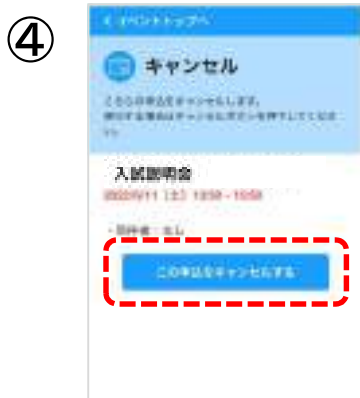 ④
< イベントトップへ
キャンセル
こちらの申込をキャンセルします。
入試説明会
・同伴者：なし
この申込をキャンセルする